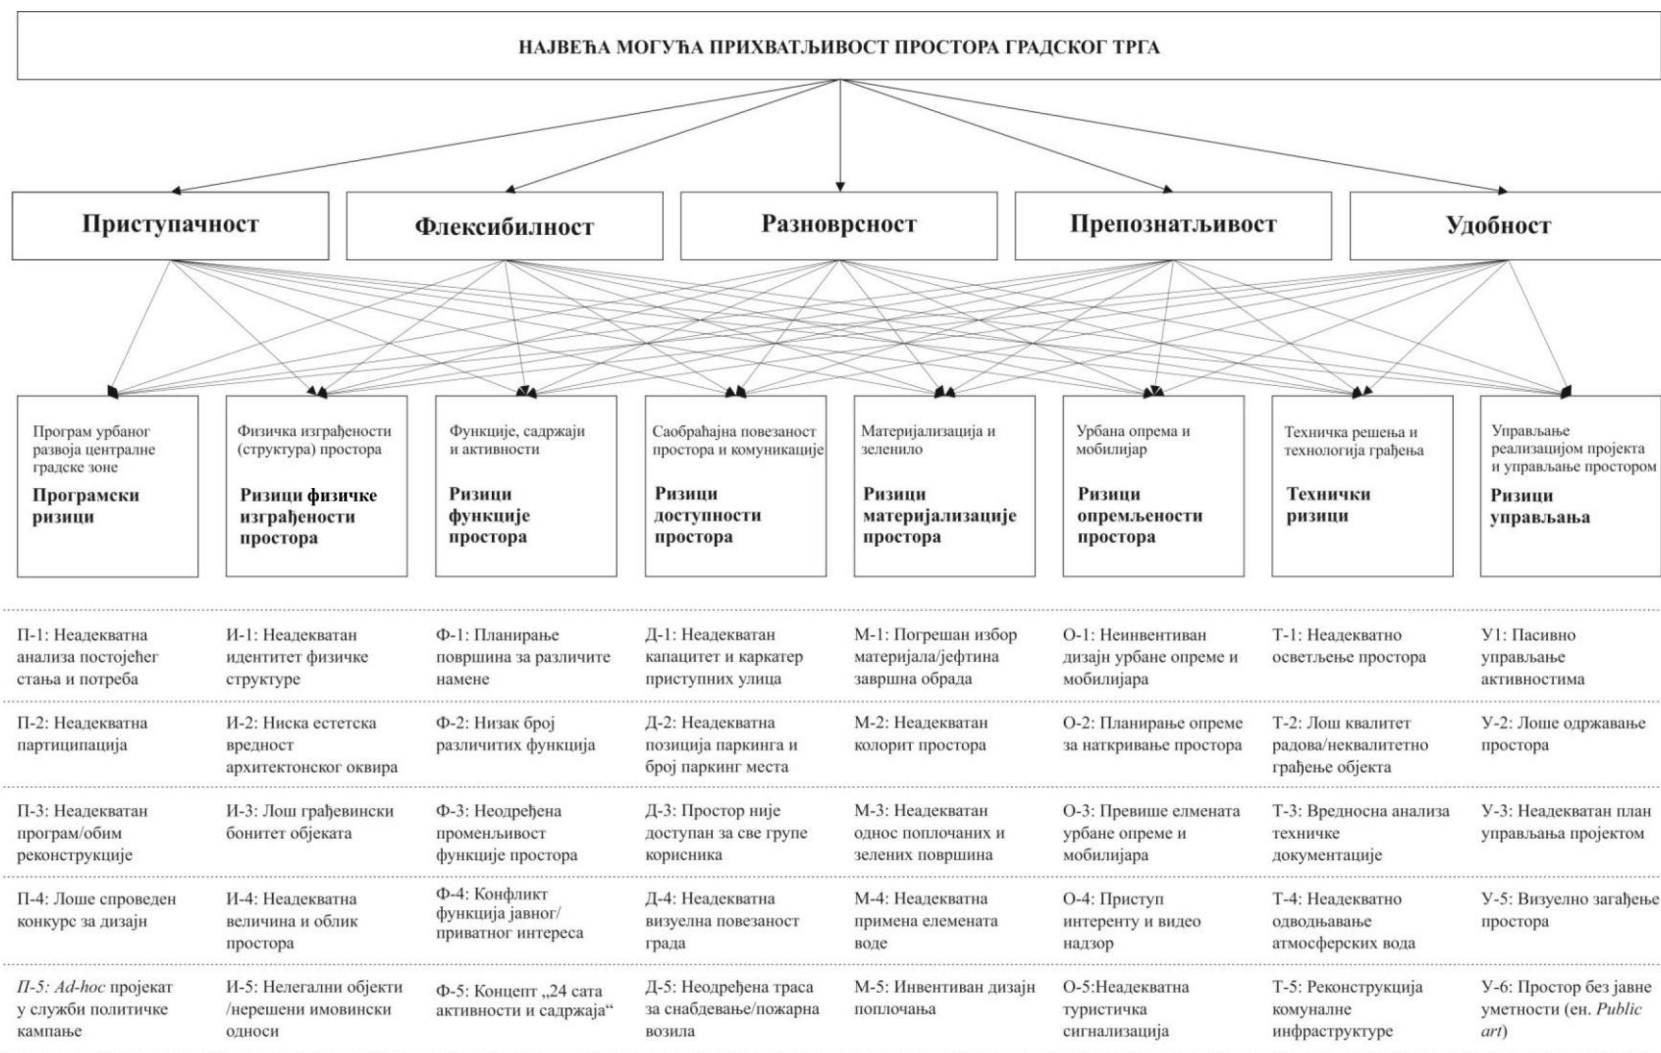 НАЈВЕЋА МОГУЋА ПРИХВАТЉИВОСТ ПРОСТОРА ГРАДСКОГ ТРГА
Приступачност
Флексибилност
Разноврсност
Препознатљивост
Удобност
Програм урбаног
развоја централне
градске зоне
Програмски
ризици
Физичка изграђености
(структура) простора
Ризици физичке
изграђености
простора
Функције, садржаји
и активности
Ризици
функције
простора
Саобраћајна повезаност
простора и комуникације
Ризици
доступности
простора
Материјализација и
зеленило
Ризици
материјализације
простора
Урбана опрема и
мобилијар
Ризици
опремљености
простора
Техничка решења и
технологија грађења
Технички
ризици
Управљање
реализацијом пројекта
и управљање простором
Ризици
управљања
П-1: Неадекватна
анализа постојећег
стања и потреба
И-1: Неадекватан
идентитет физичке
структуре
Ф-1: Планирање
површина за различите
намене
Д-1: Неадекватан
капацитет и каркатер
приступних улица
М-1: Погрешан избор
материјала/јефтина
завршна обрада
О-1: Неинвентиван
дизајн урбане опреме и
мобилијара
Т-1: Неадекватно
осветљење простора
У1: Пасивно
управљање
активностима
П-2: Неадекватна
партиципација
И-2: Ниска естетска
вредност
архитектонског оквира
Ф-2: Низак број
различитих функција
Д-2: Неадекватна
позиција паркинга и
број паркинг места
М-2: Неадекватан
колорит простора
О-2: Планирање опреме
за наткривање простора
Т-2: Лош квалитет
радова/неквалитетно
грађење објекта
У-2: Лоше одржавање
простора
П-3: Неадекватан
програм/обим
реконструкције
И-3: Лош грађевински
бонитет објеката
Ф-3: Неодређена
променљивост
функције простора
Д-3: Простор није
доступан за све групе
корисника
М-3: Неадекватан
однос поплочаних и
зелених површина
О-3: Превише елмената
урбане опреме и
мобилијара
Т-3: Вредносна анализа
техничке
документације
У-3: Неадекватан план
управљања пројектом
П-4: Лоше спроведен
конкурс за дизајн
И-4: Неадекватна
величина и облик
простора
Ф-4: Конфликт
функција јавног/
приватног интереса
Д-4: Неадекватна
визуелна повезаност
града
М-4: Неадекватна
примена елемената
воде
О-4: Приступ
интеренту и видео
надзор
Т-4: Неадекватно
одводњавање
атмосферских вода
У-5: Визуелно загађење
простора
П-5: Ad-hoc пројекат
у служби политичке
кампање
И-5: Нелегални објекти
/нерешени имовински
односи
Ф-5: Концепт „24 сата
активности и садржаја“
Д-5: Неодређена траса
за снабдевање/пожарна
возила
М-5: Инвентиван дизајн
поплочања
О-5:Неадекватна
туристичка
сигнализација
Т-5: Реконструкција
комуналне
инфраструктуре
У-6: Простор без јавне
уметности (ен. Public
art)